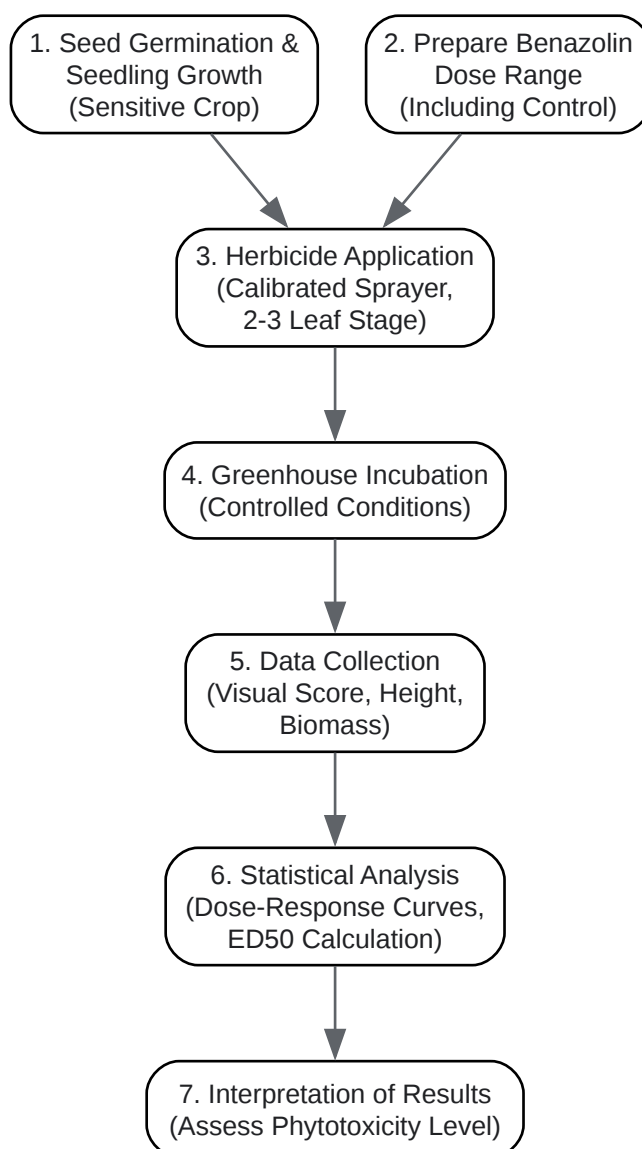 1. Seed Germination &
Seedling Growth
(Sensitive Crop)
2. Prepare Benazolin
Dose Range
(Including Control)
3. Herbicide Application
(Calibrated Sprayer,
2-3 Leaf Stage)
4. Greenhouse Incubation
(Controlled Conditions)
5. Data Collection
(Visual Score, Height,
Biomass)
6. Statistical Analysis
(Dose-Response Curves,
ED50 Calculation)
7. Interpretation of Results
(Assess Phytotoxicity Level)